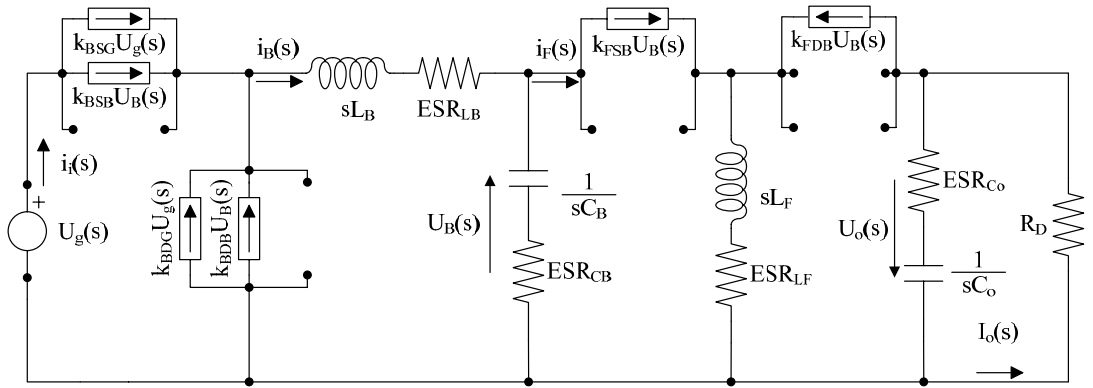 k_BSG U_g(s)
k_BSB U_B(s)
i_B(s)
sL_B
ESR_LB
i_F(s)
k_FSB U_B(s)
k_FDB U_B(s)
i_i(s)
+
U_g(s)
k_BDG U_g(s)
k_BDB U_B(s)
U_B(s)
1
sC_B
ESR_CB
sL_F
ESR_LF
ESR_Co
U_o(s)
1
sC_o
R_D
I_o(s)